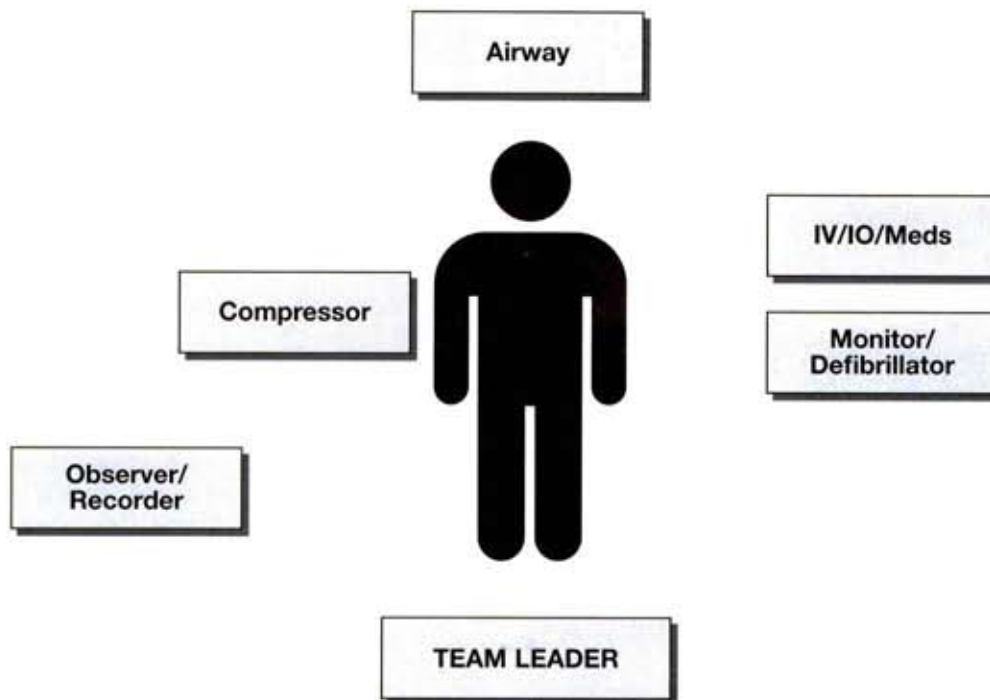 Airway
IV/IO/Meds
Compressor
Monitor/
Defibrillator
Observer/
Recorder
TEAM LEADER